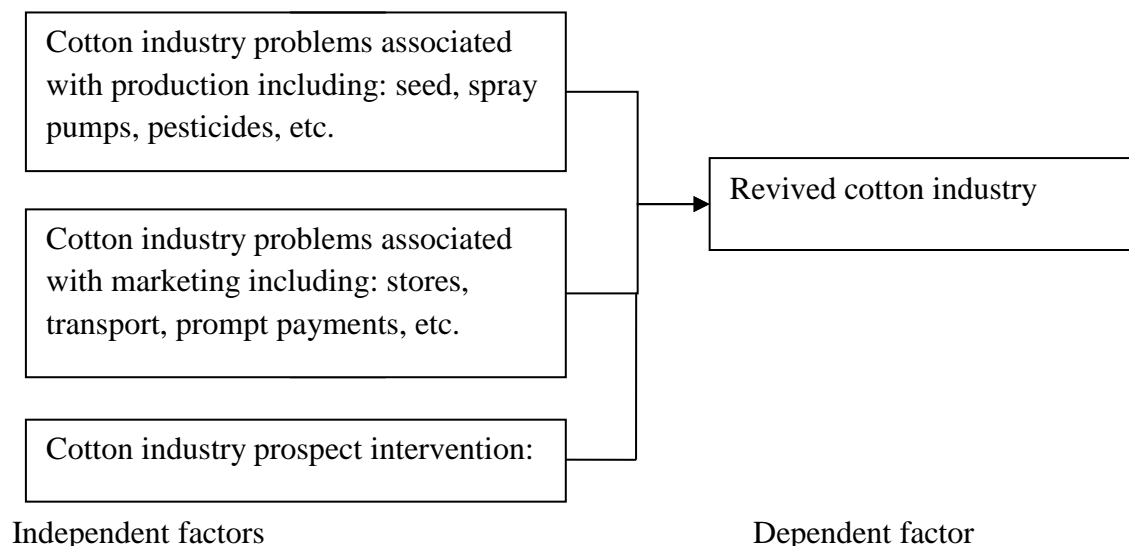 Cotton industry problems associated
with production including: seed, spray
pumps, pesticides, etc.
Revived cotton industry
Cotton industry problems associated
with marketing including: stores,
transport, prompt payments, etc.
Cotton industry prospect intervention:
Independent factors
Dependent factor